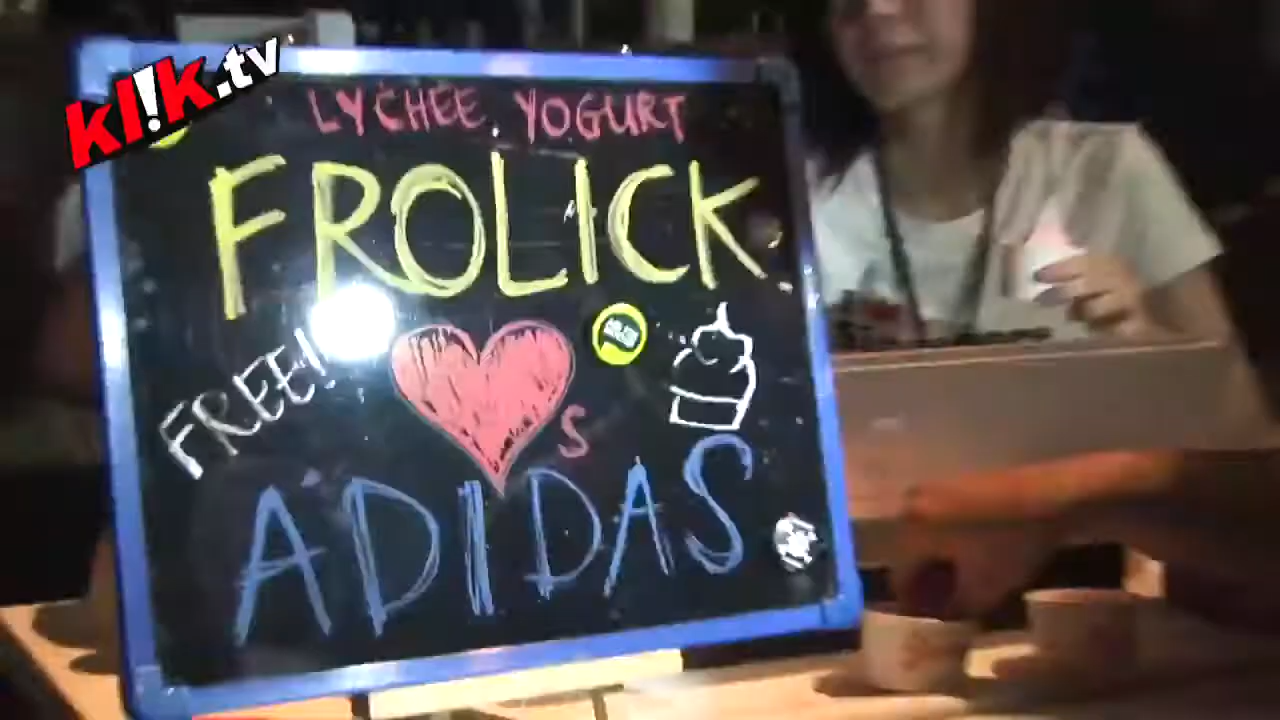 kl!k.tv
LYCHEE YOGURT
FROLICK
FREE!
S
ADIDAS